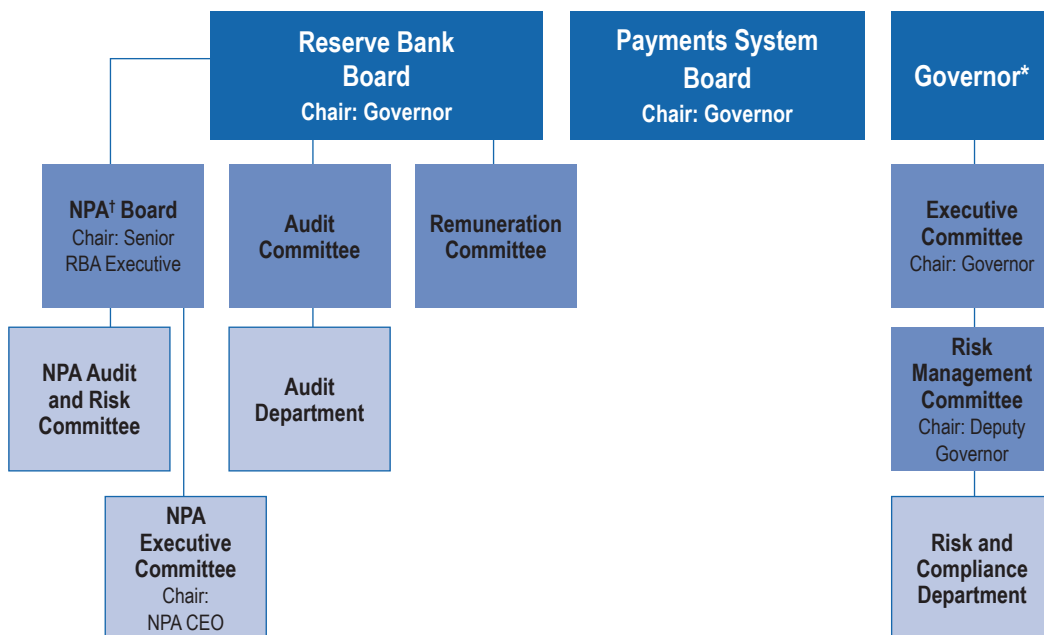 Reserve Bank
Board
Chair: Governor
Payments System
Board
Chair: Governor
Governor*
NPA† Board
Chair: Senior
RBA Executive
Audit
Committee
Remuneration
Committee
Executive
Committee
Chair: Governor
NPA Audit
and Risk
Committee
Audit
Department
Risk
Management
Committee
Chair: Deputy
Governor
NPA
Executive
Committee
Chair:
NPA CEO
Risk and
Compliance
Department